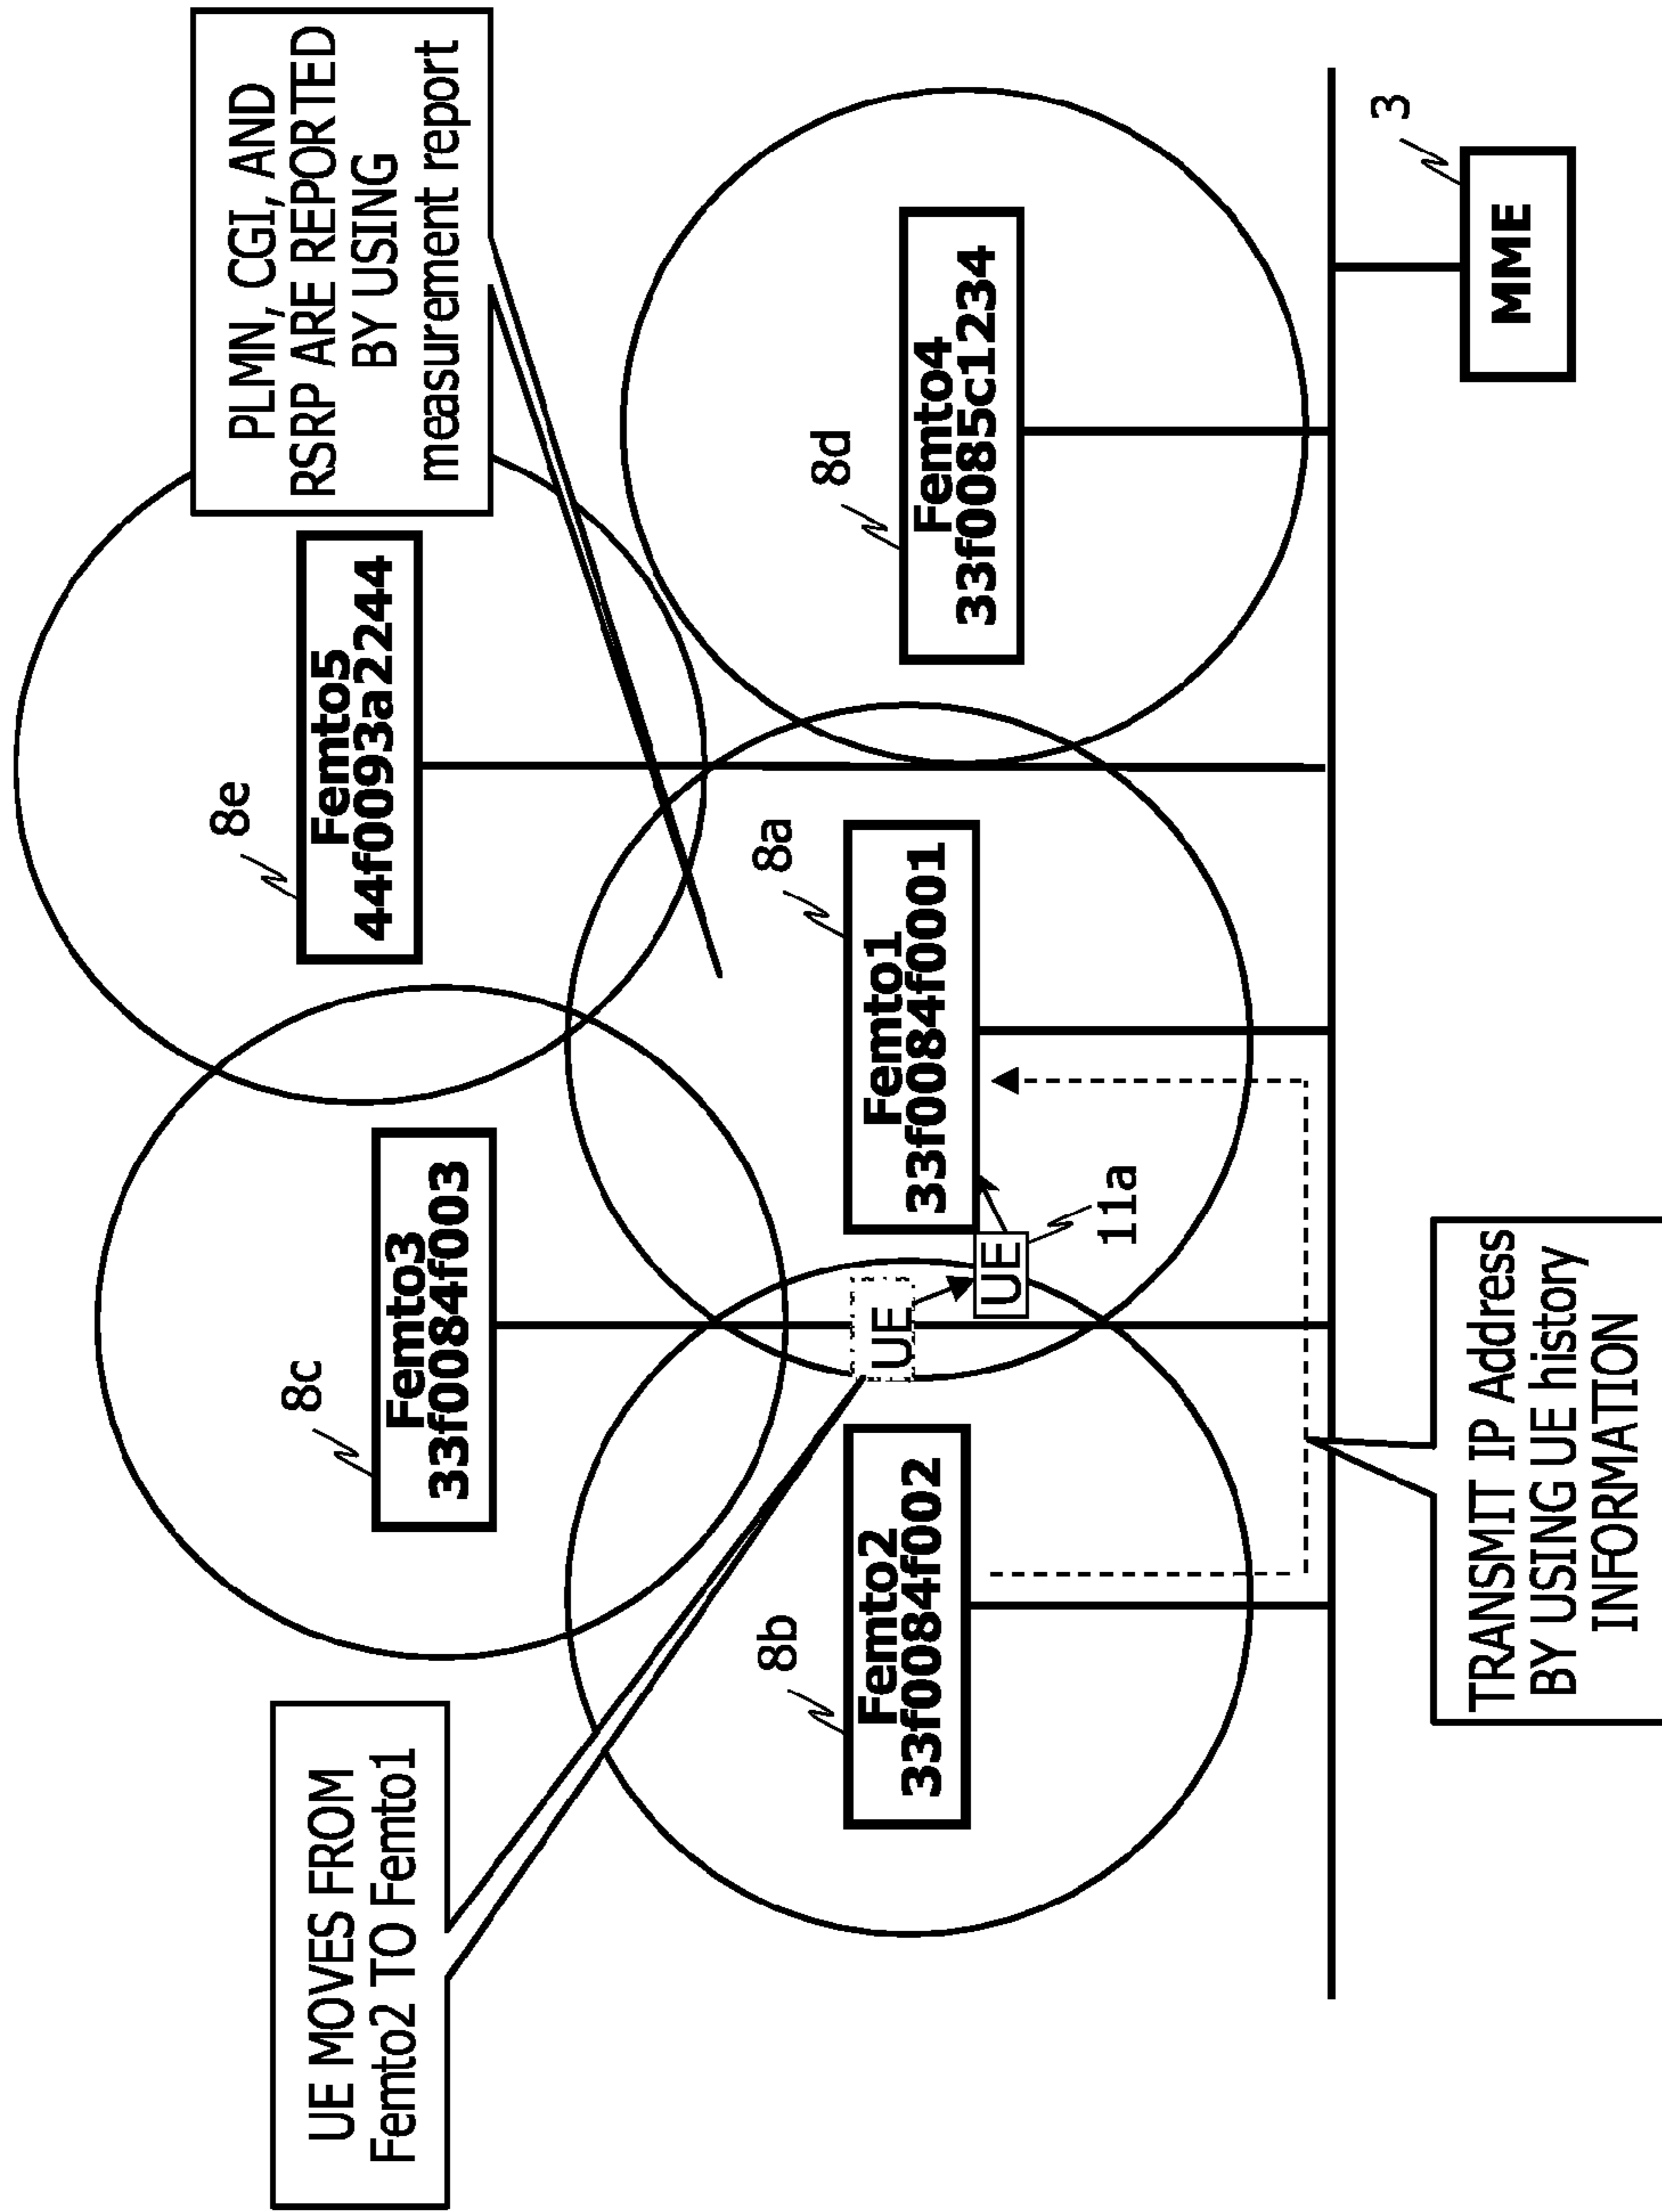 UE MOVES FROM
Femto2 TO Femto1
8c
Femto3
33f0084f003
8e
Femto5
44f0093a2244
PLMN, CGI, AND
RSRP ARE REPORTED
BY USING
measurement report
8b
Femto2
33f0084f002
UE
UE
11a
8a
Femto1
33f0084f0001
8d
Femto4
33f0085c1234
TRANSMIT IP Address
BY USING UE history
INFORMATION
3
MME